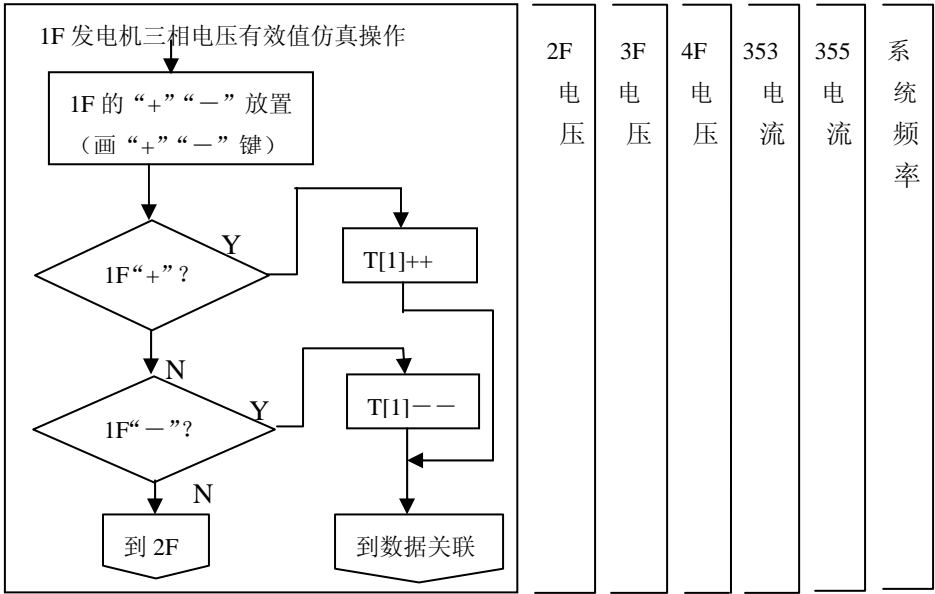 1F 发电机三相电压有效值仿真操作
1F 的“+”“－”放置
（画“+”“－”键）
Y
1F“+”？
T[1]++
N
Y
1F“－”？
T[1]－－
N
到 2F
到数据关联
2F
电
压
3F
电
压
4F
电
压
353
电
流
355
电
流
系
统
频
率